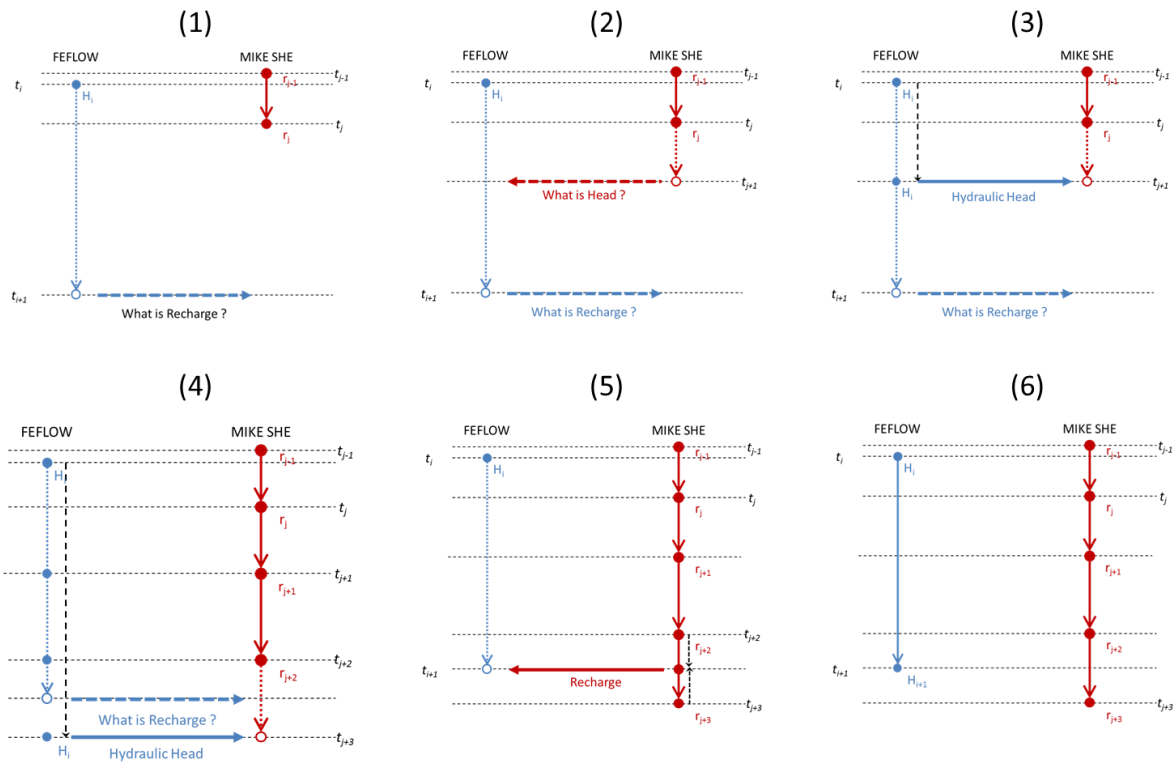 (1)
FEFLOW MIKE SHE
t_{j-1}
t_i H_i r_{j-1}
t_j
r_j
t_{i+1}
What is Recharge ?
(2)
FEFLOW MIKE SHE
t_{j-1}
t_i H_i r_{j-1}
t_j
r_j
t_{j+1}
What is Head ?
t_{i+1}
What is Recharge ?
(3)
FEFLOW MIKE SHE
t_{j-1}
t_i H_i r_{j-1}
t_j
r_j
H_i Hydraulic Head t_{j+1}
t_{i+1}
What is Recharge ?
(4)
FEFLOW MIKE SHE
t_{j-1}
H r_{j-1}
t_j
r_j
t_{j+1}
r_{j+1}
t_{j+2}
r_{j+2}
What is Recharge ?
H_i Hydraulic Head t_{j+3}
(5)
FEFLOW MIKE SHE
t_{j-1}
t_i H_i r_{j-1}
t_j
r_j
r_{j+1}
t_{j+2}
r_{j+2}
t_{i+1} Recharge
t_{j+3}
r_{j+3}
(6)
FEFLOW MIKE SHE
t_{j-1}
t_i H_i r_{j-1}
t_j
r_j
r_{j+1}
r_{j+2}
t_{i+1} H_{i+1}
t_{j+3}
r_{j+3}